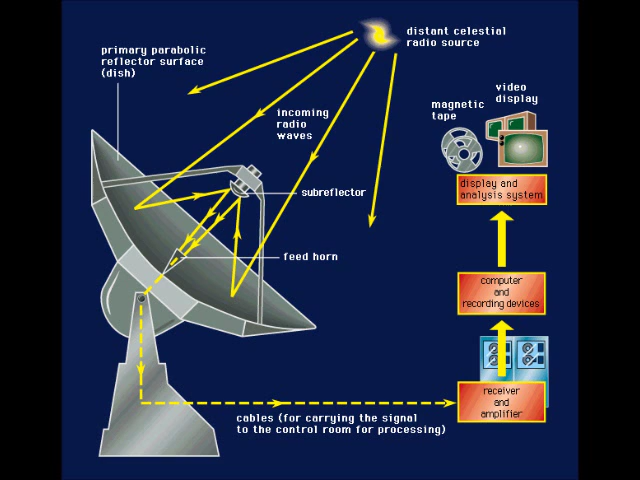 distant celestial
radio source
primary parabolic
reflector surface
(dish)
incoming
radio
waves
video
display
magnetic
tape
display and
analysis system
subreflector
feed horn
computer
and
recording devices
receiver
and
amplifier
cables (for carrying the signal
to the control room for processing)